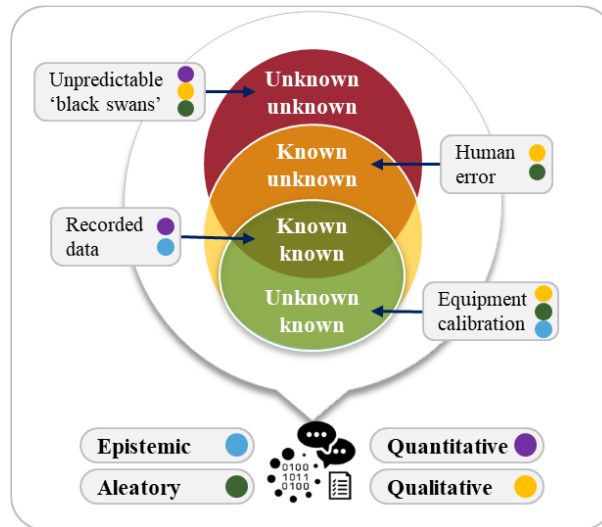 Unpredictable
‘black swans’
Unknown
unknown
Known
unknown
Human
error
Recorded
data
Known
known
Unknown
known
Equipment
calibration
Epistemic
Quantitative
Aleatory
Qualitative
0100
1011
0100